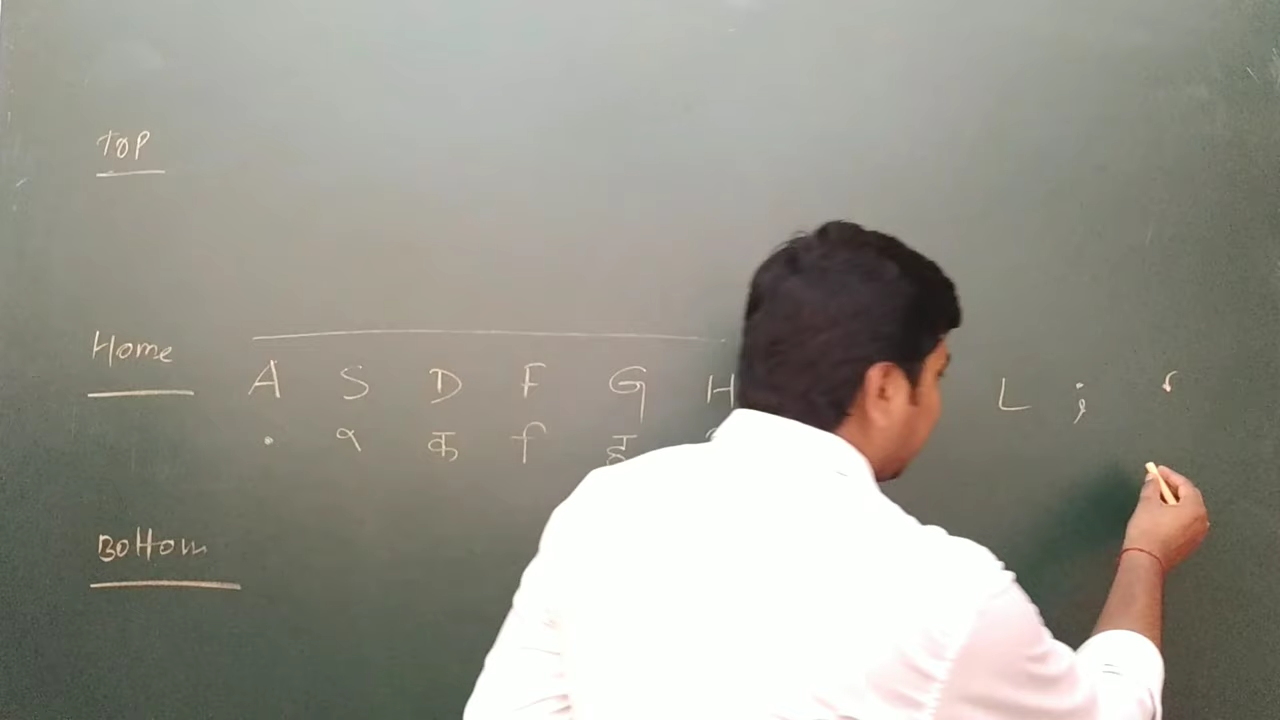 TOP
Home
A S D F G H L ; '
क f ह
Bottom